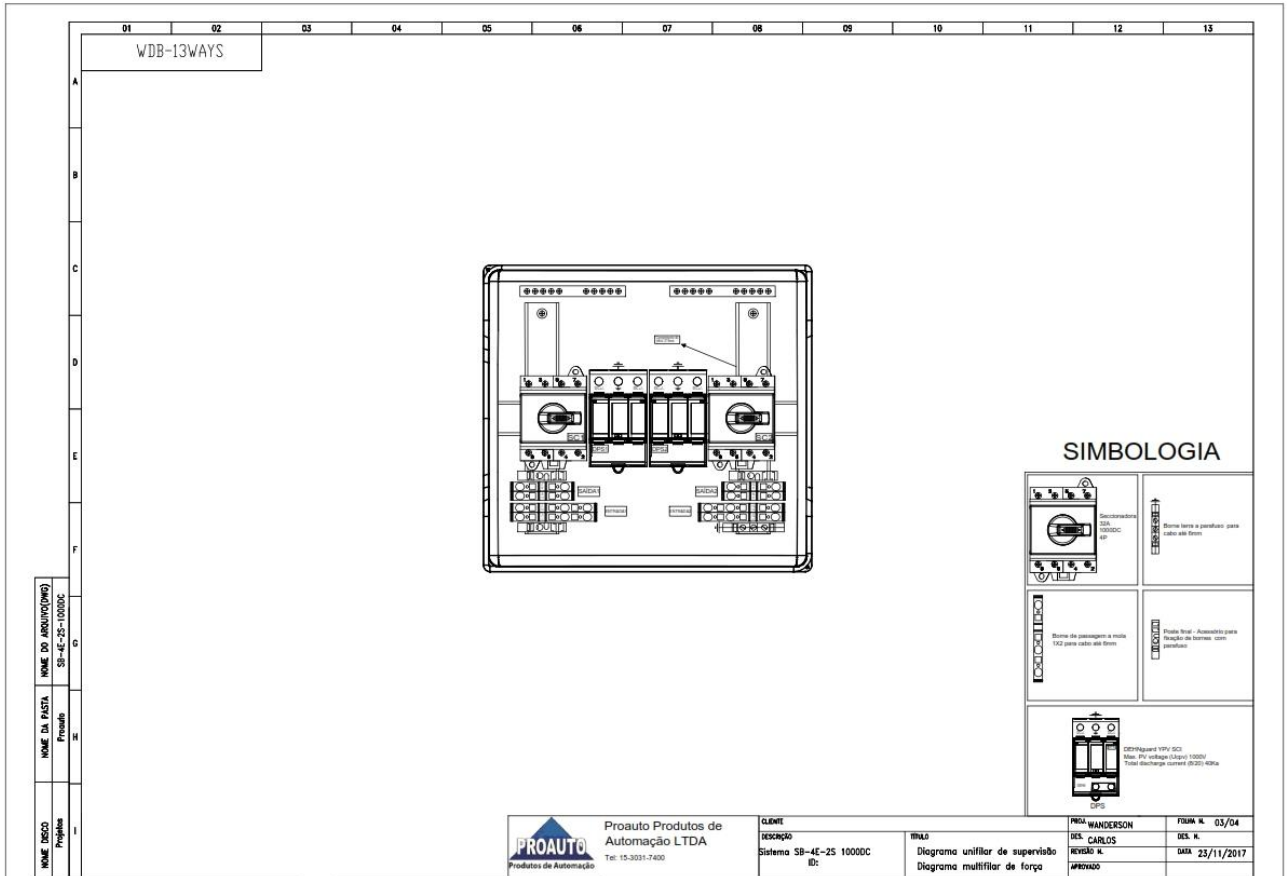 01 02 03 04 05 06 07 08 09 10 11 12 13
WDB-13WAYS
A
B
C
D
E
F
G
H
I
SC1
DPS1
DPS2
SC2
SAÍDA1
SAÍDA2
SIMBOLOGIA
Seccionadora
32A
1000DC
4P
Borne terra a parafuso para
cabo até 6mm
Borne de passagem a mola
1X2 para cabo até 6mm
Poste final - Acessório para
fixação de bornes com
parafuso
DEHNguard YPV SCI
Max. PV voltage (Ucpv) 1000V
Total discharge current (8/20) 40Ka
DPS
NOME DO ARQUIVO(DWG)
SB-4E-2S-1000DC
NOME DA PASTA
Proauto
NOME DISCO
Projetos
PROAUTO
Produtos de Automação
Proauto Produtos de
Automação LTDA
Tel: 15-3031-7400
CLIENTE
DESCRIÇÃO
Sistema SB-4E-2S 1000DC
ID:
TÍTULO
Diagrama unifilar de supervisão
Diagrama multifilar de força
PROJ. WANDERSON
DES. CARLOS
REVISÃO N.
APROVADO
FOLHA N. 03/04
DES. N.
DATA 23/11/2017